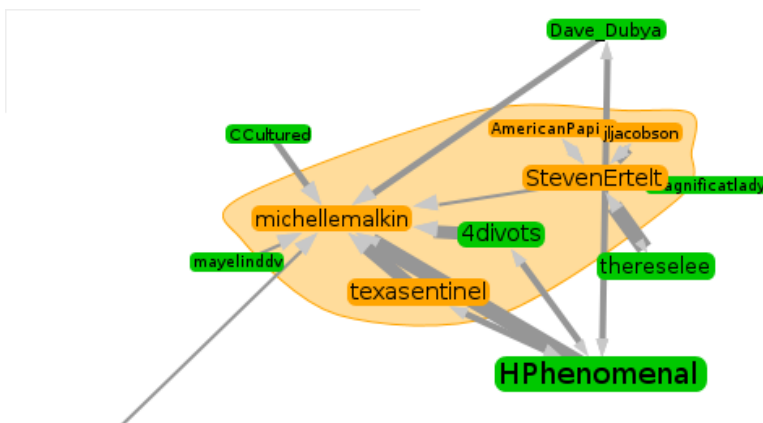 Dave_Dubya
AmericanPapi
jljacobson
CCultured
StevenErtelt
agnificatlady
michellemalkin
4divots
mayelinddv
thereselee
texasentinel
HPhenomenal